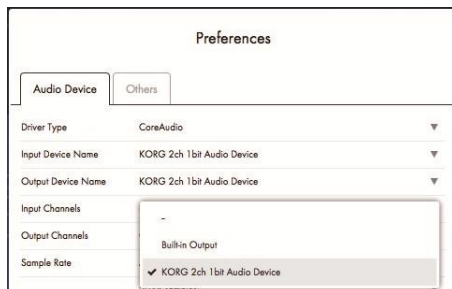 Preferences
Audio Device Others
Driver Type CoreAudio
Input Device Name KORG 2ch 1bit Audio Device
Output Device Name KORG 2ch 1bit Audio Device
Input Channels
-
Output Channels
Built-in Output
Sample Rate
✔ KORG 2ch 1bit Audio Device